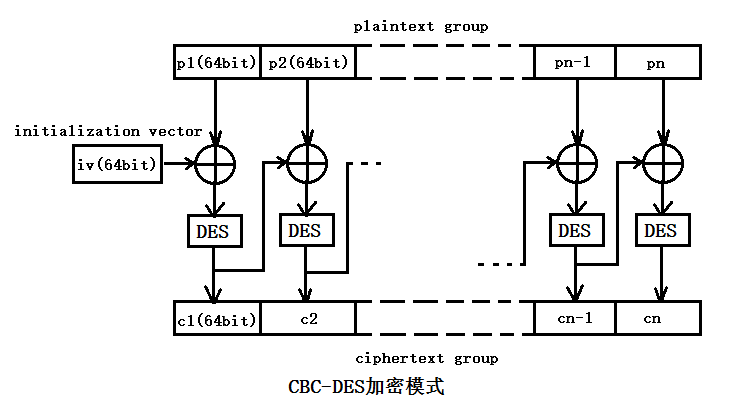 plaintext group
p1(64bit) p2(64bit) pn-1 pn
initialization vector
iv(64bit)
DES DES DES DES
c1(64bit) c2 cn-1 cn
ciphertext group
CBC-DES加密模式